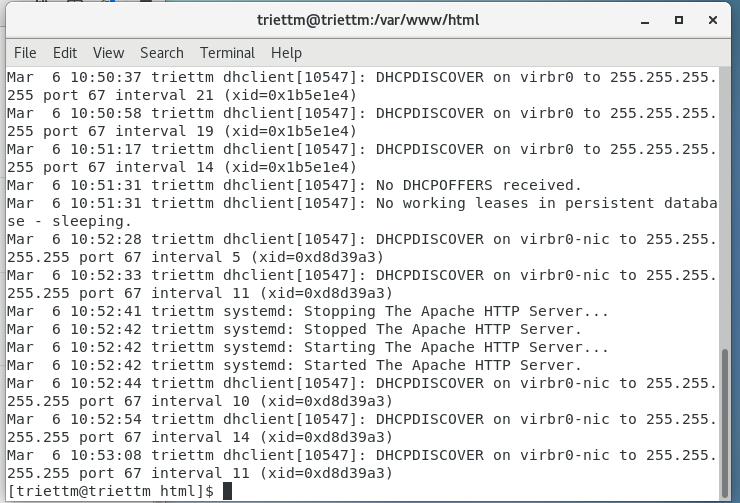 triettm@triettm:/var/www/html
File Edit View Search Terminal Help
Mar  6 10:50:37 triettm dhclient[10547]: DHCPDISCOVER on virbr0 to 255.255.255.
255 port 67 interval 21 (xid=0x1b5e1e4)
Mar  6 10:50:58 triettm dhclient[10547]: DHCPDISCOVER on virbr0 to 255.255.255.
255 port 67 interval 19 (xid=0x1b5e1e4)
Mar  6 10:51:17 triettm dhclient[10547]: DHCPDISCOVER on virbr0 to 255.255.255.
255 port 67 interval 14 (xid=0x1b5e1e4)
Mar  6 10:51:31 triettm dhclient[10547]: No DHCPOFFERS received.
Mar  6 10:51:31 triettm dhclient[10547]: No working leases in persistent databa
se - sleeping.
Mar  6 10:52:28 triettm dhclient[10547]: DHCPDISCOVER on virbr0-nic to 255.255.
255.255 port 67 interval 5 (xid=0xd8d39a3)
Mar  6 10:52:33 triettm dhclient[10547]: DHCPDISCOVER on virbr0-nic to 255.255.
255.255 port 67 interval 11 (xid=0xd8d39a3)
Mar  6 10:52:41 triettm systemd: Stopping The Apache HTTP Server...
Mar  6 10:52:42 triettm systemd: Stopped The Apache HTTP Server.
Mar  6 10:52:42 triettm systemd: Starting The Apache HTTP Server...
Mar  6 10:52:42 triettm systemd: Started The Apache HTTP Server.
Mar  6 10:52:44 triettm dhclient[10547]: DHCPDISCOVER on virbr0-nic to 255.255.
255.255 port 67 interval 10 (xid=0xd8d39a3)
Mar  6 10:52:54 triettm dhclient[10547]: DHCPDISCOVER on virbr0-nic to 255.255.
255.255 port 67 interval 14 (xid=0xd8d39a3)
Mar  6 10:53:08 triettm dhclient[10547]: DHCPDISCOVER on virbr0-nic to 255.255.
255.255 port 67 interval 11 (xid=0xd8d39a3)
[triettm@triettm html]$